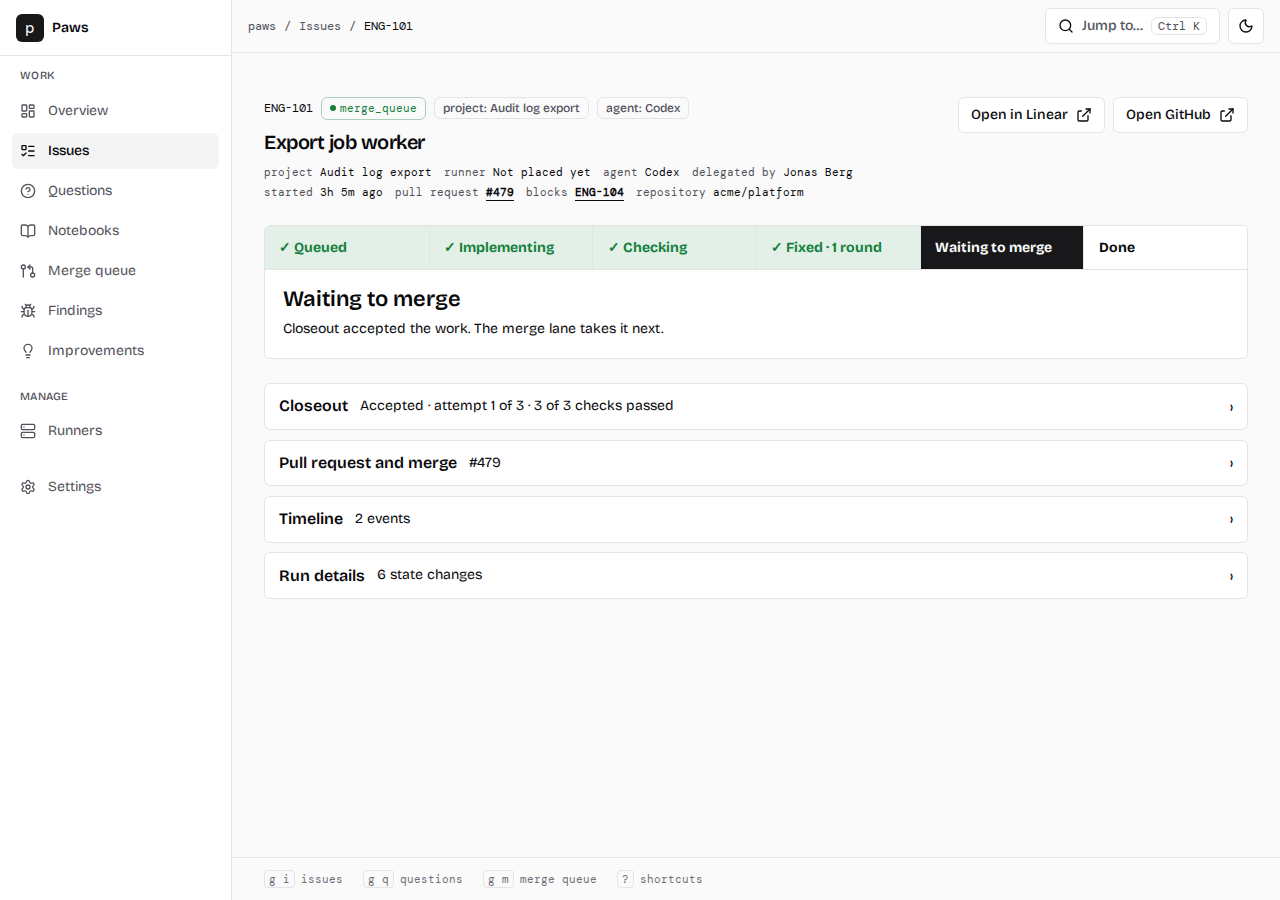 p Paws
paws / Issues / ENG-101
Jump to... Ctrl K
WORK
Overview
Issues
Questions
Notebooks
Merge queue
Findings
Improvements
MANAGE
Runners
Settings
ENG-101 merge_queue project: Audit log export agent: Codex
Open in Linear
Open GitHub
Export job worker
project Audit log export runner Not placed yet agent Codex delegated by Jonas Berg
started 3h 5m ago pull request #479 blocks ENG-104 repository acme/platform
✓ Queued ✓ Implementing ✓ Checking ✓ Fixed · 1 round Waiting to merge Done
Waiting to merge
Closeout accepted the work. The merge lane takes it next.
Closeout Accepted · attempt 1 of 3 · 3 of 3 checks passed ›
Pull request and merge #479 ›
Timeline 2 events ›
Run details 6 state changes ›
g i issues g q questions g m merge queue ? shortcuts